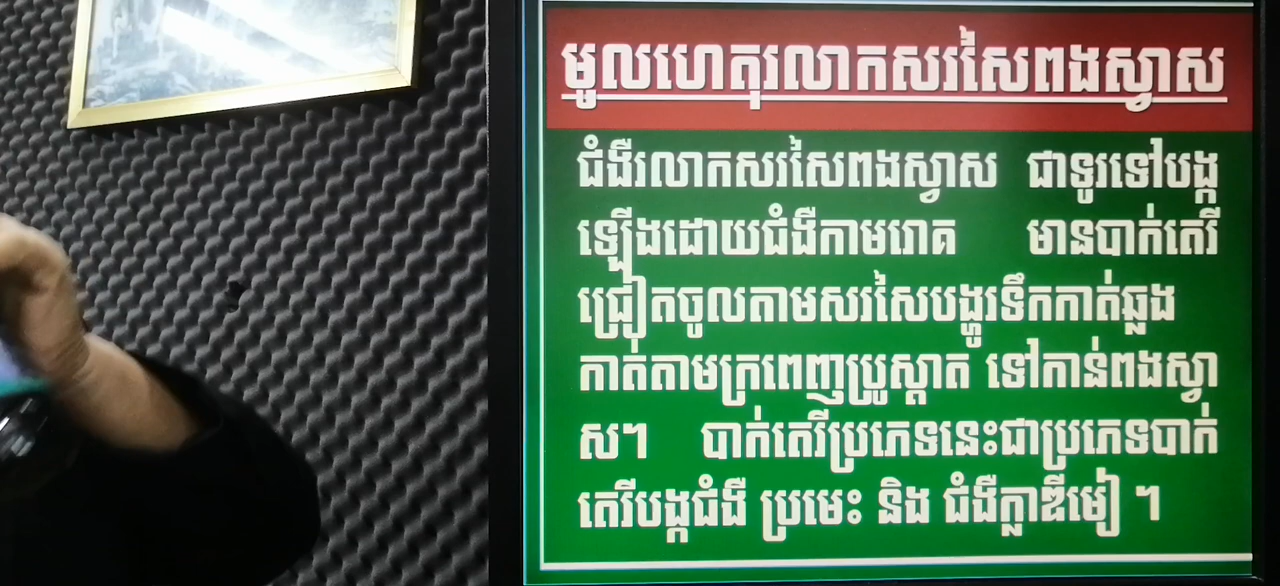 មូលហេតុរលាកសរសៃពងស្វាស
ជំងឺរលាកសរសៃពងស្វាស ជាទូរទៅបង្ក
ឡើងដោយជំងឺកាមរោគ មានបាក់តេរី
ជ្រៀតចូលតាមសរសៃបង្ហូរទឹកកាត់ឆ្លង
កាត់តាមក្រពេញប្រូស្តាត ទៅកាន់ពងស្វា
ស។ បាក់តេរីប្រភេទនេះជាប្រភេទបាក់
តេរីបង្កជំងឺ ប្រមេះ និង ជំងឺក្លាឌីមៀ ។